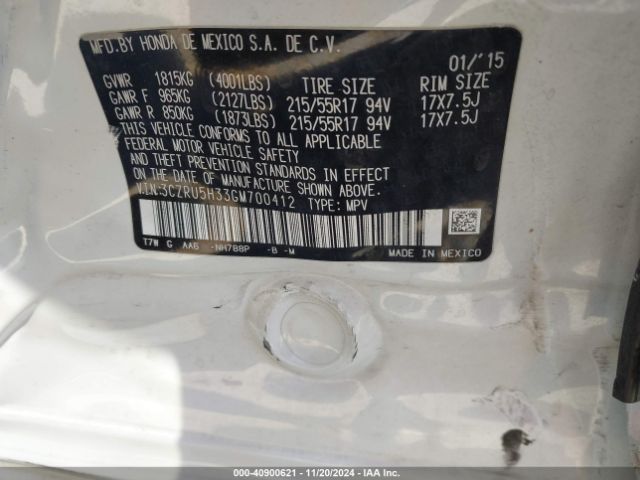 MFD.BY HONDA DE MEXICO S.A. DE C.V.
01/'15
GVWR 1815KG (4001LBS) TIRE SIZE RIM SIZE
GAWR F 965KG (2127LBS) 215/55R17 94V 17X7.5J
GAWR R 850KG (1873LBS) 215/55R17 94V 17X7.5J
THIS VEHICLE CONFORMS TO ALL APPLICABLE
FEDERAL MOTOR VEHICLE SAFETY
AND THEFT PREVENTION STANDARDS IN EFFECT
ON THE DATE OF MANUFACTURE SHOWN ABOVE.
VIN:3CZRU5H33GM700412 TYPE: MPV
T7W G AAB -NH788P -B -M
MADE IN MEXICO
000-40900621 - 11/20/2024 - IAA Inc.